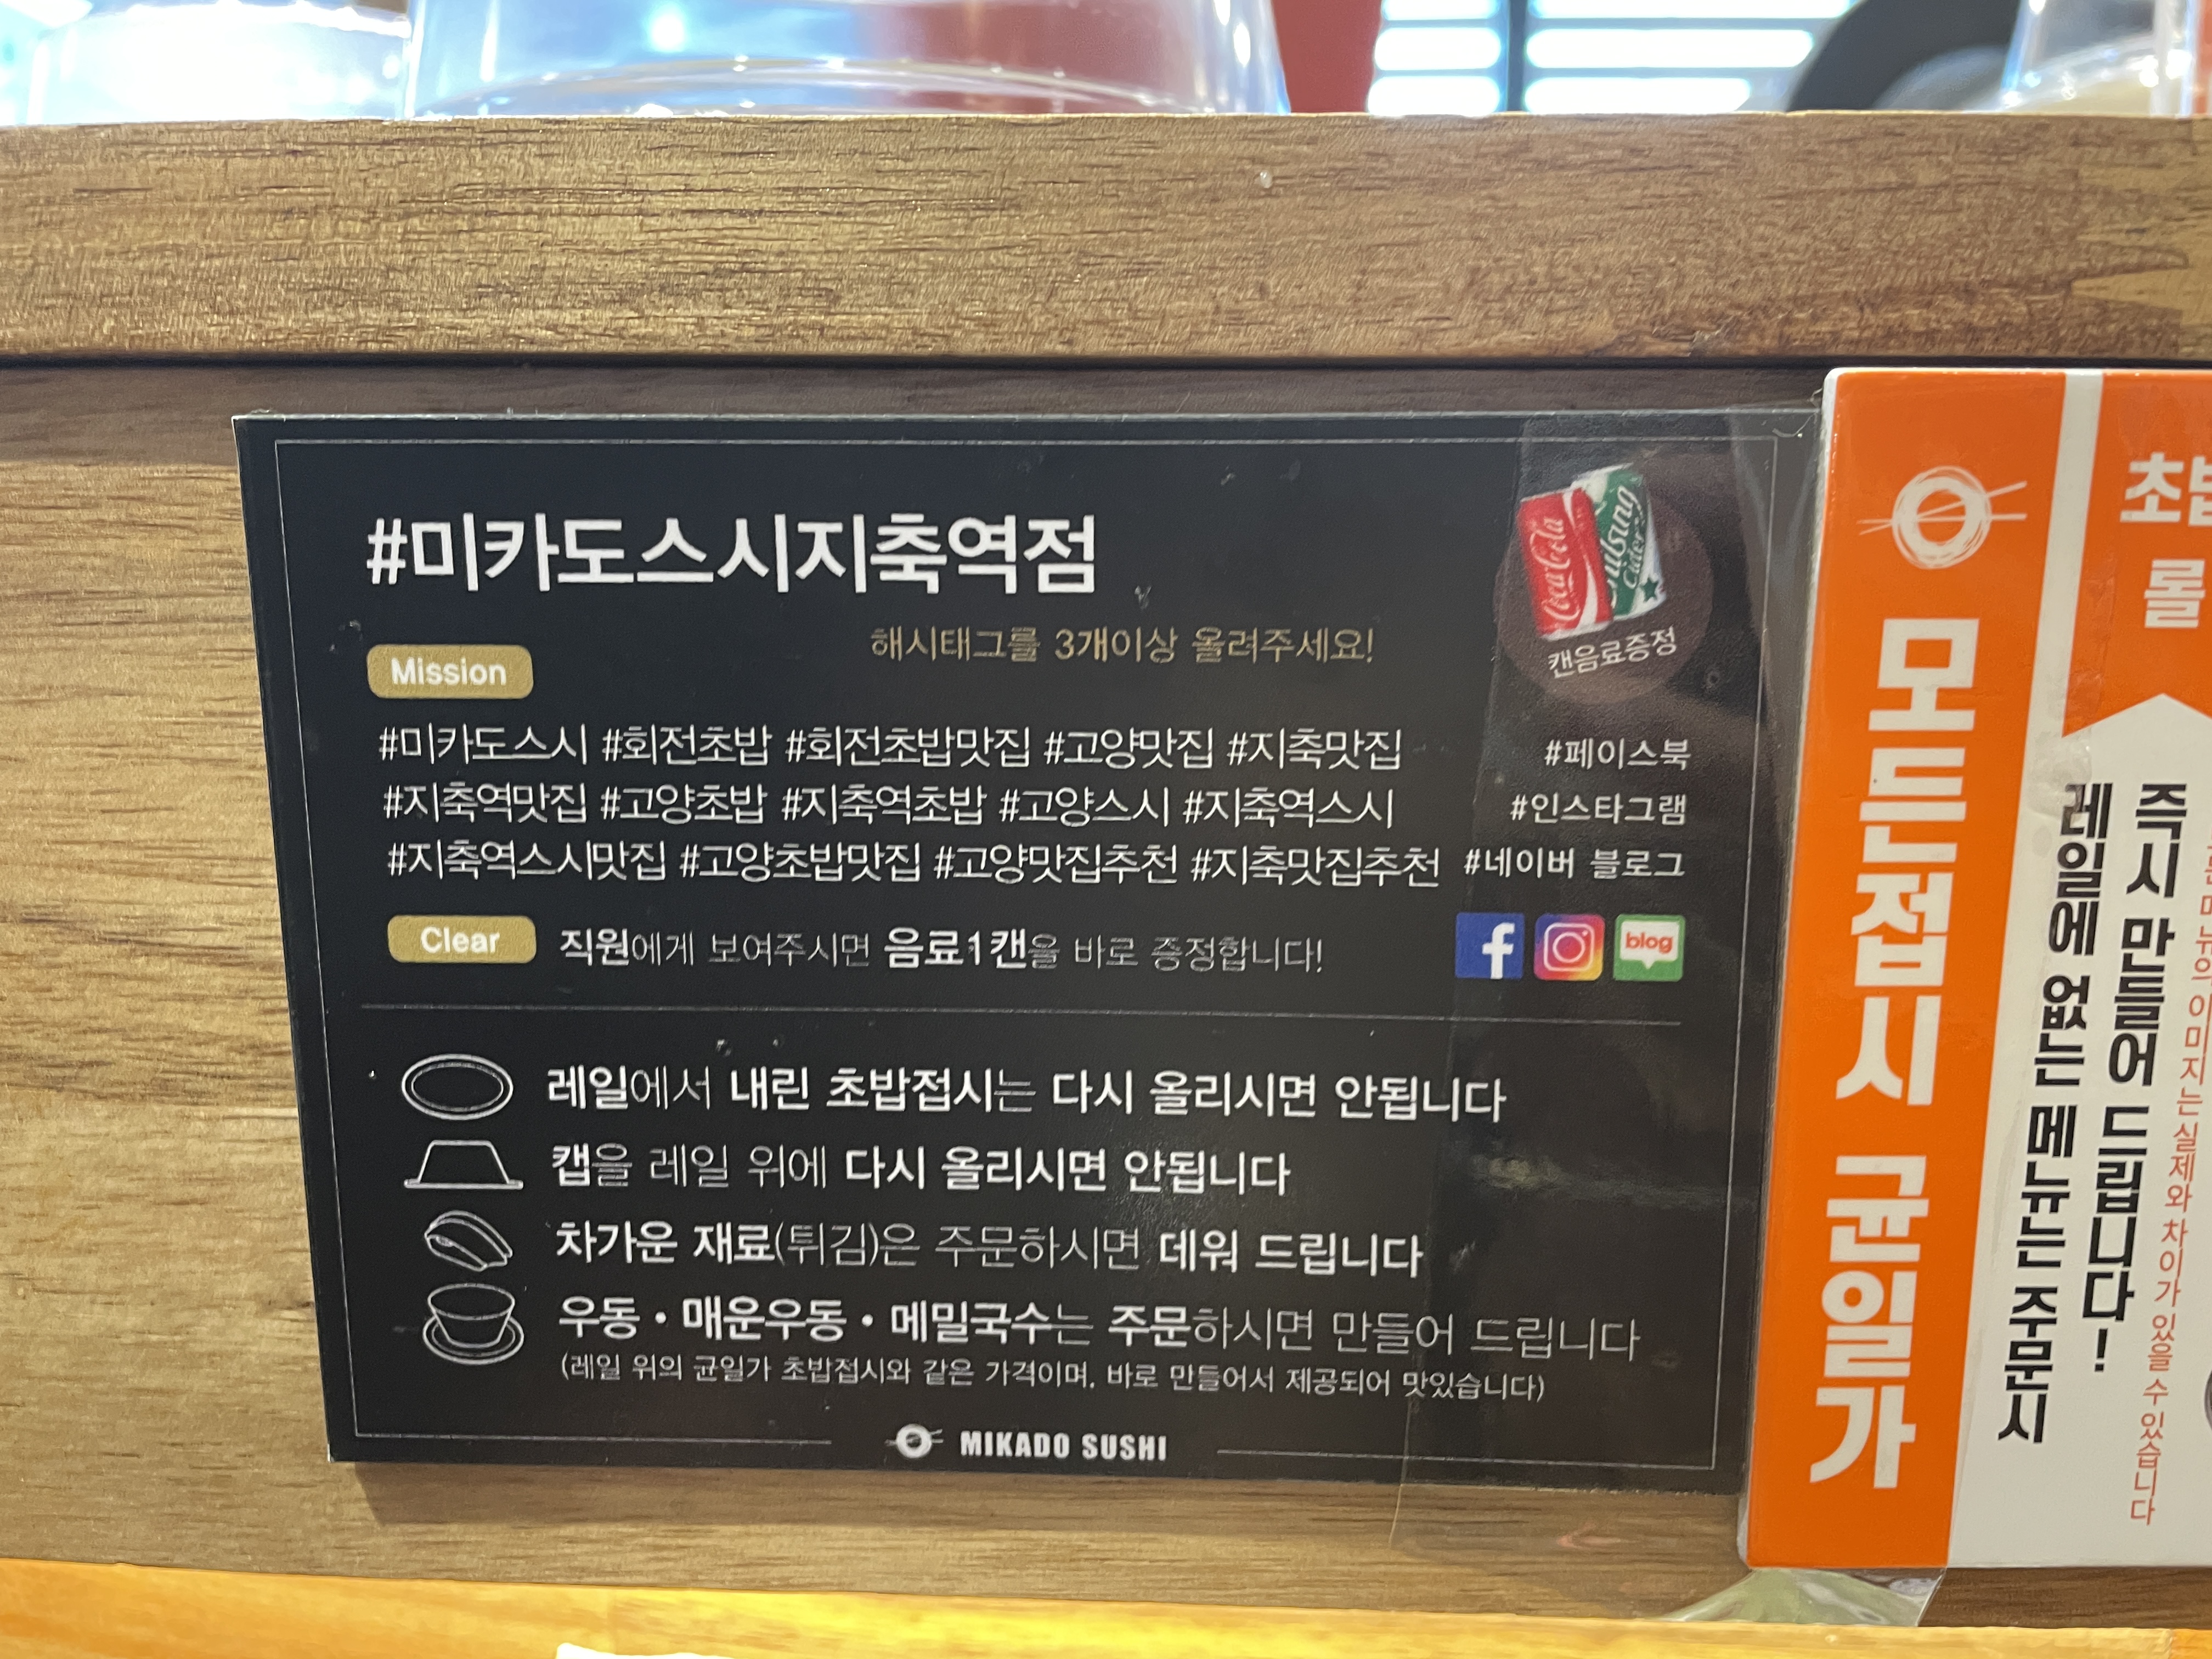 #미카도스시지축역점
Coca-Cola
Cider
캔음료증정
Mission
해시태그를 3개이상 올려주세요!
#미카도스시 #회전초밥 #회전초밥맛집 #고양맛집 #지축맛집
#지축역맛집 #고양초밥 #지축역초밥 #고양스시 #지축역스시
#지축역스시맛집 #고양초밥맛집 #고양맛집추천 #지축맛집추천
#페이스북
#인스타그램
#네이버 블로그
Clear
직원에게 보여주시면 음료1캔을 바로 증정합니다!
f
blog
레일에서 내린 초밥접시는 다시 올리시면 안됩니다
캡을 레일 위에 다시 올리시면 안됩니다
차가운 재료(튀김)은 주문하시면 데워 드립니다
우동 • 매운우동 • 메밀국수는 주문하시면 만들어 드립니다
(레일 위의 균일가 초밥접시와 같은 가격이며, 바로 만들어서 제공되어 맛있습니다)
MIKADO SUSHI
모든접시 균일가
롤
레일에 없는 메뉴는 주문시
즉시 만들어 드립니다!
이미지는 실제와 차이가 있을 수 있습니다